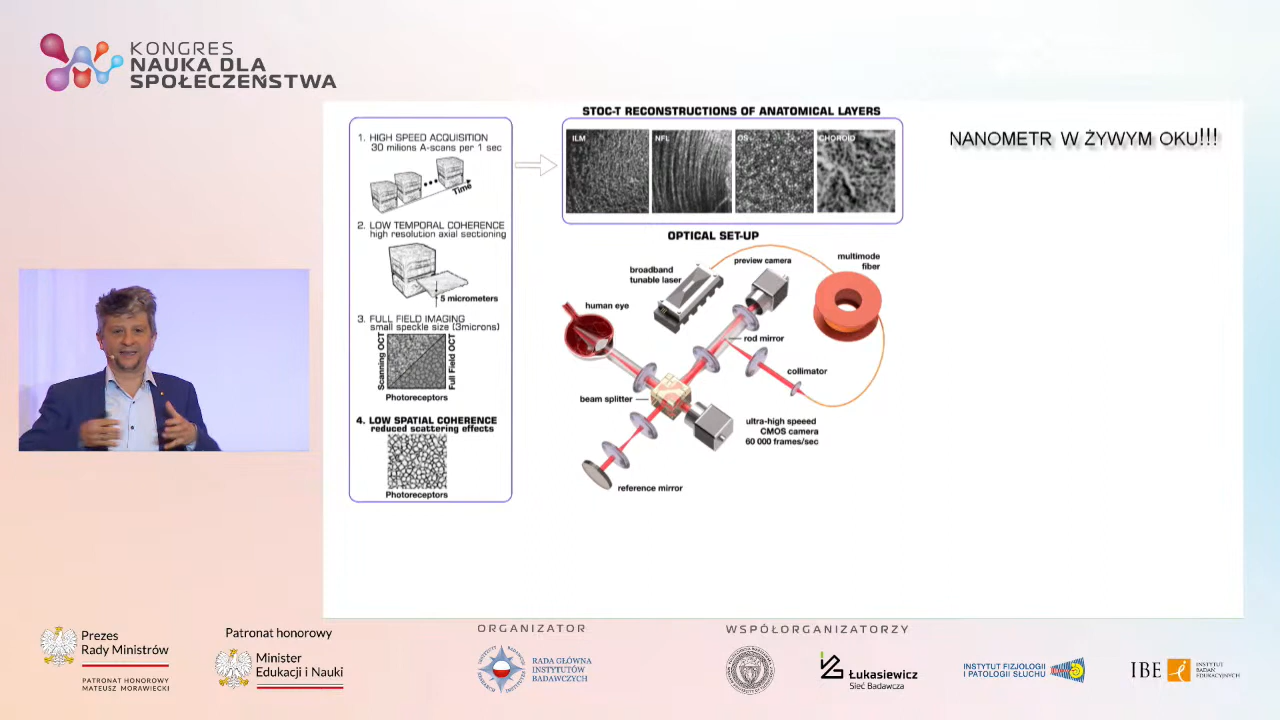 KONGRES
NAUKA DLA
SPOŁECZEŃSTWA
1. HIGH SPEED ACQUISITION
30 milions A-scans per 1 sec
Time
2. LOW TEMPORAL COHERENCE
high resolution axial sectioning
5 micrometers
3. FULL FIELD IMAGING
small speckle size (3microns)
Scanning OCT
Full Field OCT
Photoreceptors
4. LOW SPATIAL COHERENCE
reduced scattering effects
Photoreceptors
STOC-T RECONSTRUCTIONS OF ANATOMICAL LAYERS
ILM
NFL
OS
CHOROID
OPTICAL SET-UP
broadband
tunable laser
preview camera
multimode
fiber
human eye
rod mirror
collimator
beam splitter
ultra-high speeed
CMOS camera
60 000 frames/sec
reference mirror
NANOMETR W ŻYWYM OKU!!!
Prezes
Rady Ministrów
PATRONAT HONOROWY
MATEUSZ MORAWIECKI
Patronat honorowy
Minister
Edukacji i Nauki
ORGANIZATOR
RADA GŁÓWNA
INSTYTUTÓW
BADAWCZYCH
WSPÓŁORGANIZATORZY
Łukasiewicz
Sieć Badawcza
INSTYTUT FIZJOLOGII
I PATOLOGII SŁUCHU
IBE
INSTYTUT
BADAŃ
EDUKACYJNYCH